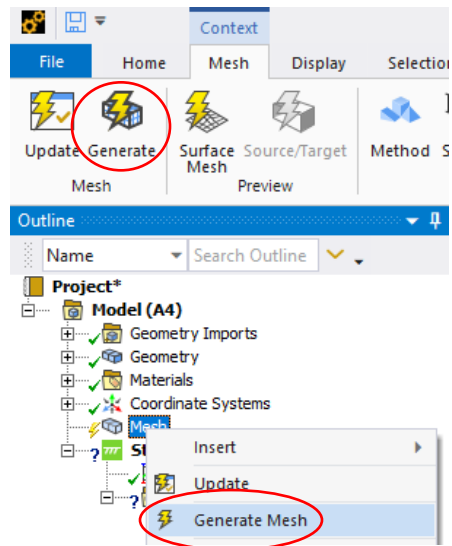 Context
File Home Mesh Display
Update Generate Surface Mesh Source/Target Method
Mesh Preview
Outline
Name Search Outline
Project*
Model (A4)
Geometry Imports
Geometry
Materials
Coordinate Systems
Mesh
Insert
Update
Generate Mesh